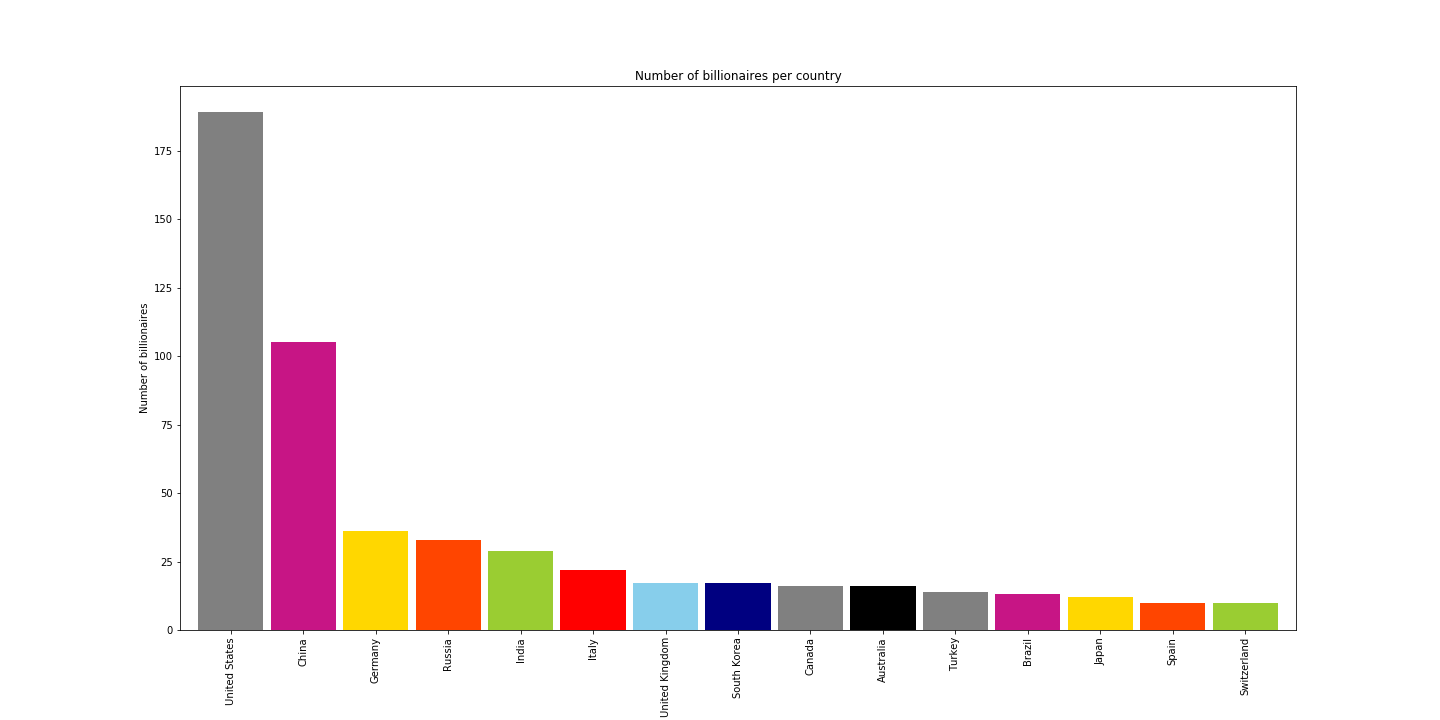 Number of billionaires per country
Number of billionaires
175
150
125
100
75
50
25
0
United States
China
Germany
Russia
India
Italy
United Kingdom
South Korea
Canada
Australia
Turkey
Brazil
Japan
Spain
Switzerland